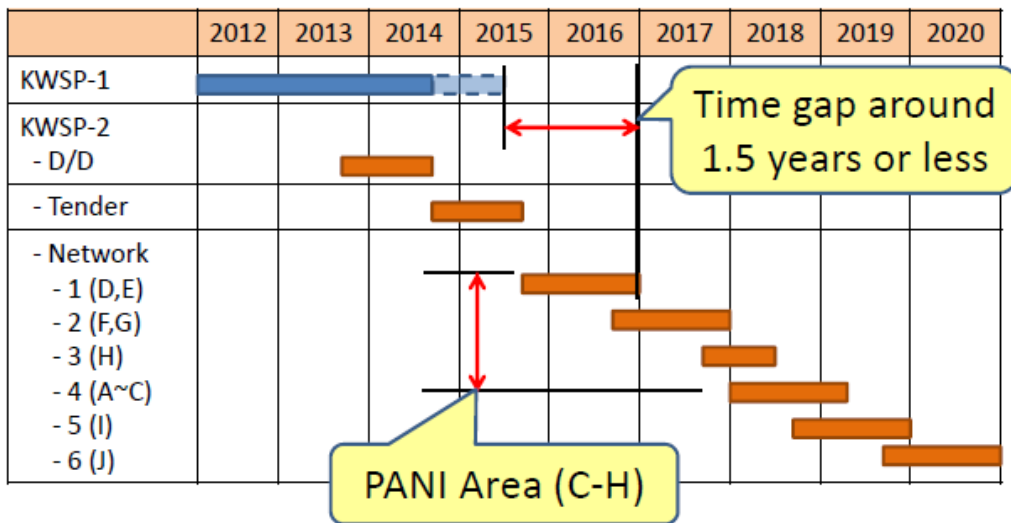 2012 2013 2014 2015 2016 2017 2018 2019 2020
KWSP-1
KWSP-2
- D/D
- Tender
- Network
- 1 (D,E)
- 2 (F,G)
- 3 (H)
- 4 (A~C)
- 5 (I)
- 6 (J)
Time gap around
1.5 years or less
PANI Area (C-H)